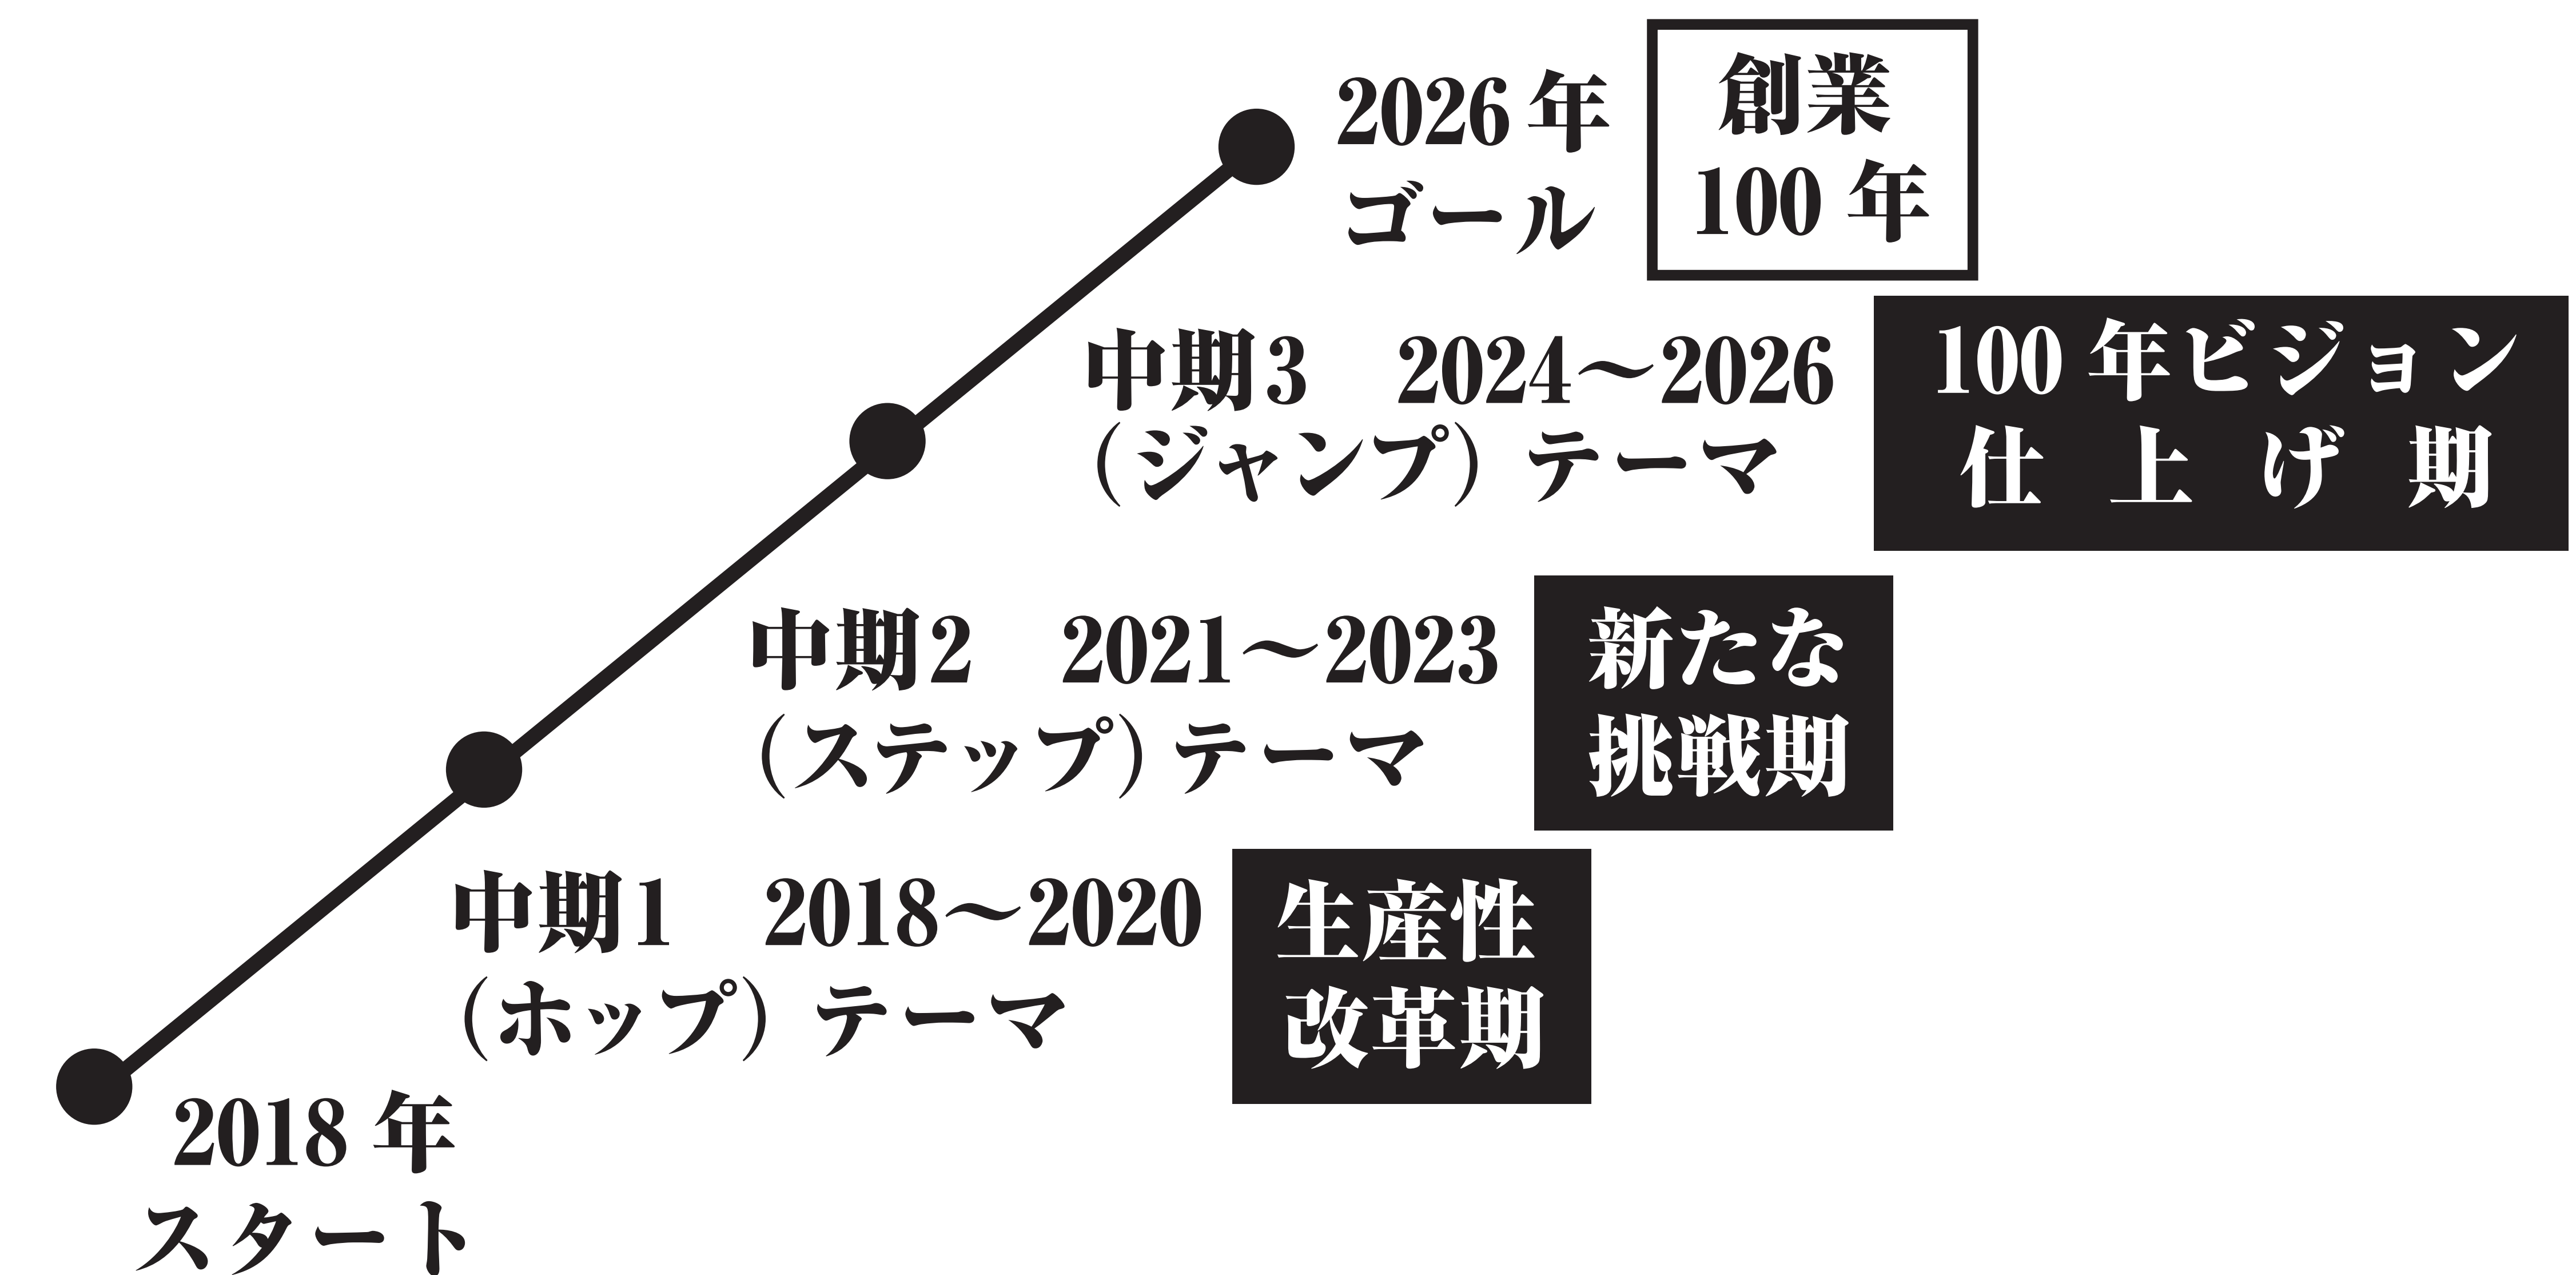 2026年
ゴール
創業
100年
中期3　2024～2026
(ジャンプ) テーマ
100年ビジョン
仕上げ期
中期2　2021～2023
(ステップ) テーマ
新たな
挑戦期
中期1　2018～2020
(ホップ) テーマ
生産性
改革期
2018年
スタート